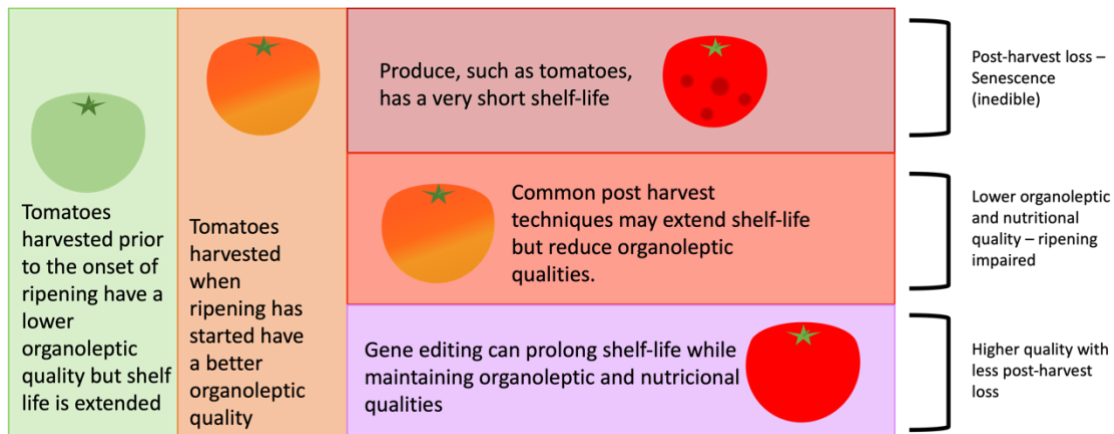 Tomatoes
harvested prior
to the onset of
ripening have a
lower
organoleptic
quality but shelf
life is extended
Tomatoes
harvested
when
ripening has
started have
a better
organoleptic
quality
Produce, such as tomatoes,
has a very short shelf-life
Post-harvest loss –
Senescence
(inedible)
Common post harvest
techniques may extend shelf-life
but reduce organoleptic
qualities.
Lower organoleptic
and nutritional
quality – ripening
impaired
Gene editing can prolong shelf-life while
maintaining organoleptic and nutricional
qualities
Higher quality with
less post-harvest
loss